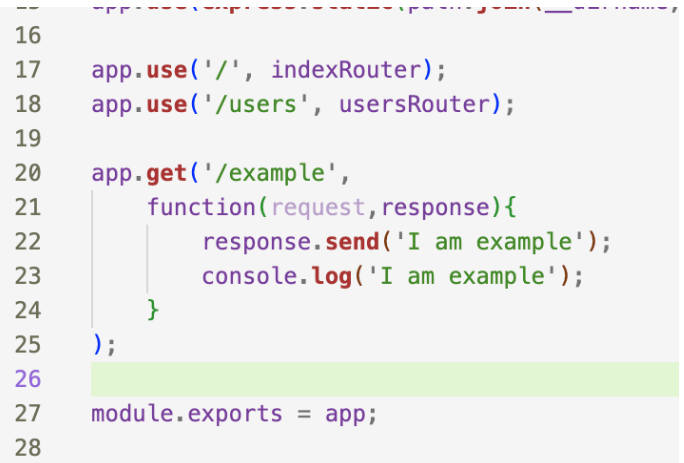 16
17 app.use('/', indexRouter);
18 app.use('/users', usersRouter);
19
20 app.get('/example',
21 function(request,response){
22 response.send('I am example');
23 console.log('I am example');
24 }
25 );
26
27 module.exports = app;
28